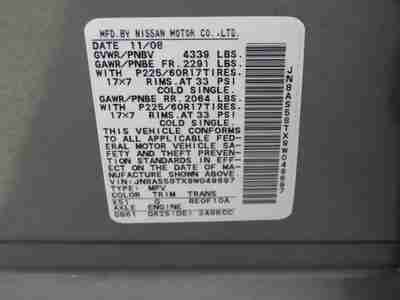 MFD.BY NISSAN MOTOR CO.,LTD.
DATE 11/08
GVWR/PNBV 4339 LBS.
GAWR/PNBE FR. 2291 LBS.
WITH P225/60R17TIRES.
17X7 RIMS.AT 33 PSI
COLD SINGLE.
GAWR/PNBE RR. 2064 LBS.
WITH P225/60R17TIRES.
17X7 RIMS.AT 33 PSI
COLD SINGLE.
THIS VEHICLE CONFORMS
TO ALL APPLICABLE FED-
ERAL MOTOR VEHICLE SA-
FETY AND THEFT PREVEN-
TION STANDARDS IN EFF-
ECT ON THE DATE OF MA-
NUFACTURE SHOWN ABOVE.
TYPE: MPV
COLOR TRIM TRANS
K51 G RE0F10A